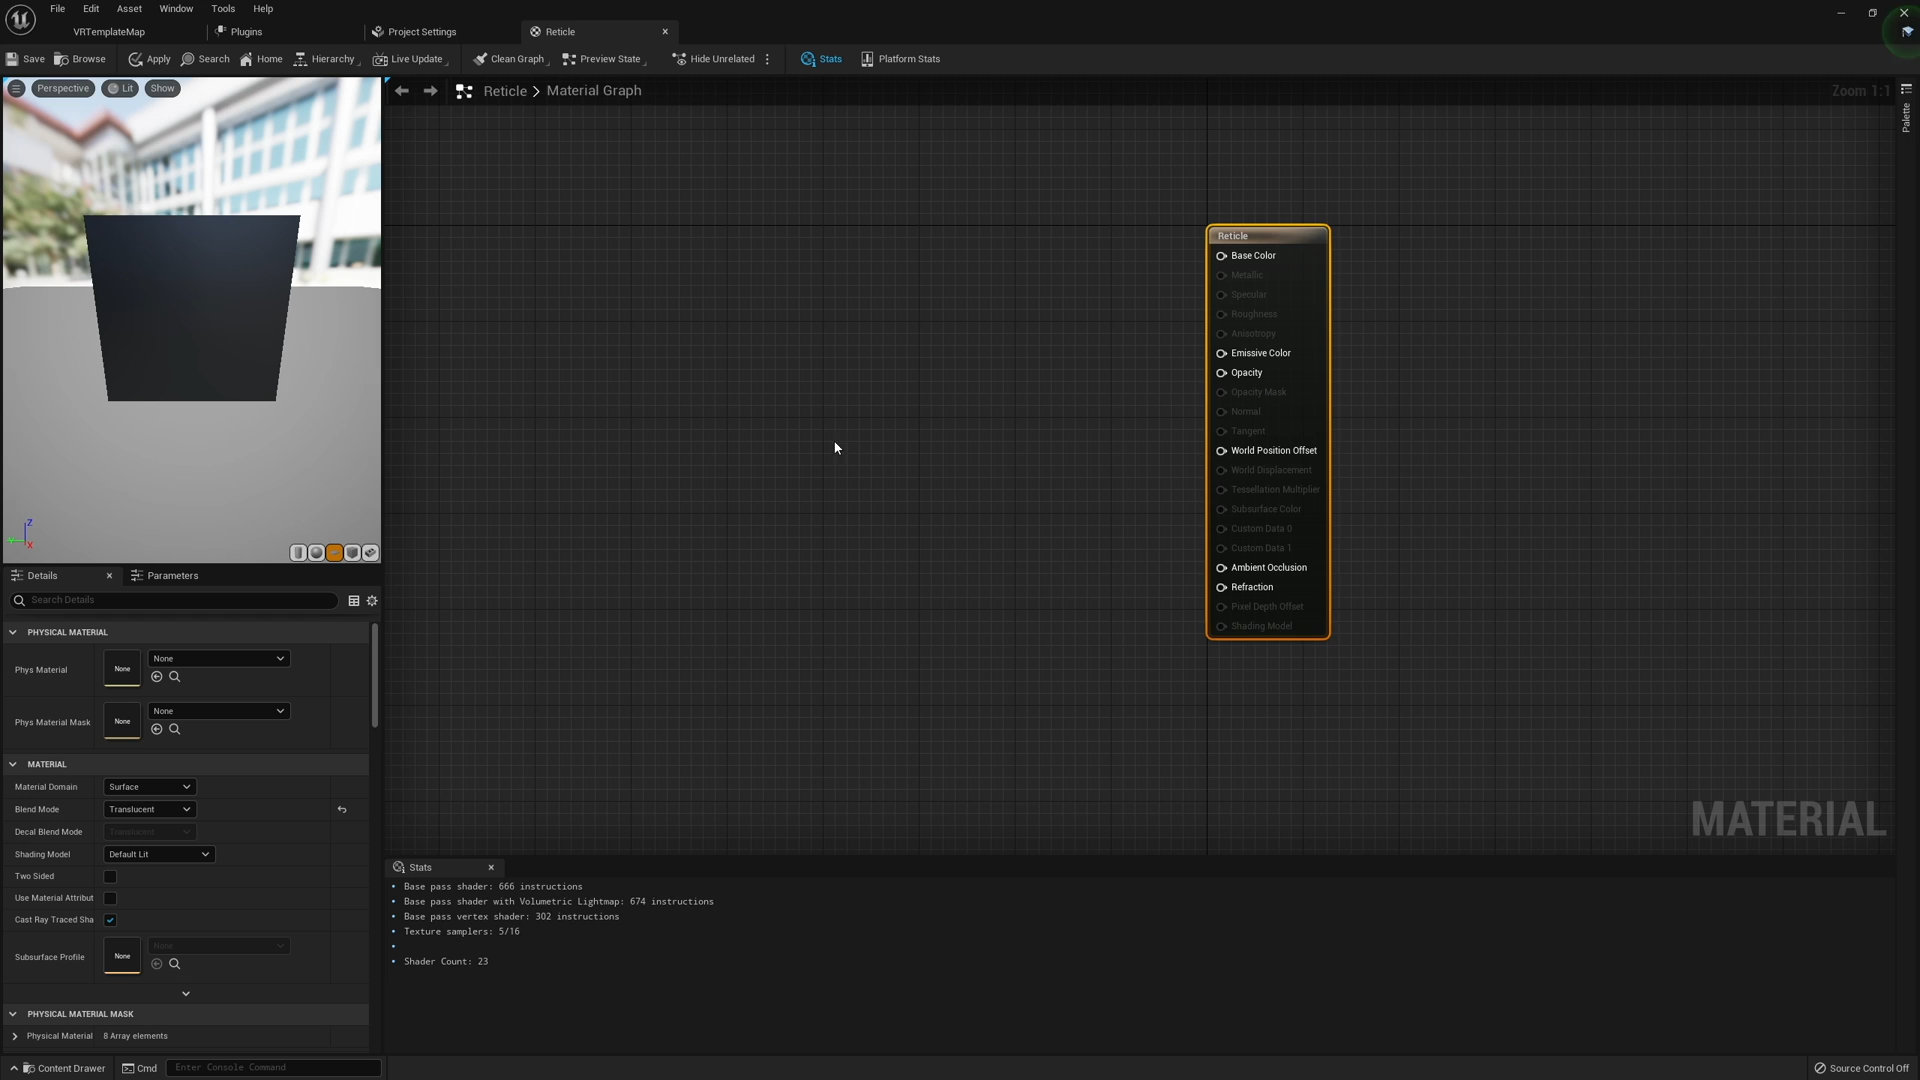 File Edit Asset Window Tools Help
VRTemplateMap Plugins Project Settings Reticle
Save Browse Apply Search Home Hierarchy Live Update Clean Graph Preview State Hide Unrelated Stats Platform Stats
Perspective Lit Show
Reticle > Material Graph
Zoom 1:1
Palette
Reticle
Base Color
Metallic
Specular
Roughness
Anisotropy
Emissive Color
Opacity
Opacity Mask
Normal
Tangent
World Position Offset
World Displacement
Tessellation Multiplier
Subsurface Color
Custom Data 0
Custom Data 1
Ambient Occlusion
Refraction
Pixel Depth Offset
Shading Model
MATERIAL
Z
Y
X
Details Parameters
Search Details
PHYSICAL MATERIAL
Phys Material None None
Phys Material Mask None None
MATERIAL
Material Domain Surface
Blend Mode Translucent
Decal Blend Mode Translucent
Shading Model Default Lit
Two Sided
Use Material Attribut
Cast Ray Traced Sha
Subsurface Profile None None
PHYSICAL MATERIAL MASK
Physical Material 8 Array elements
Stats
Base pass shader: 666 instructions
Base pass shader with Volumetric Lightmap: 674 instructions
Base pass vertex shader: 302 instructions
Texture samplers: 5/16
Shader Count: 23
Content Drawer Cmd Enter Console Command Source Control Off